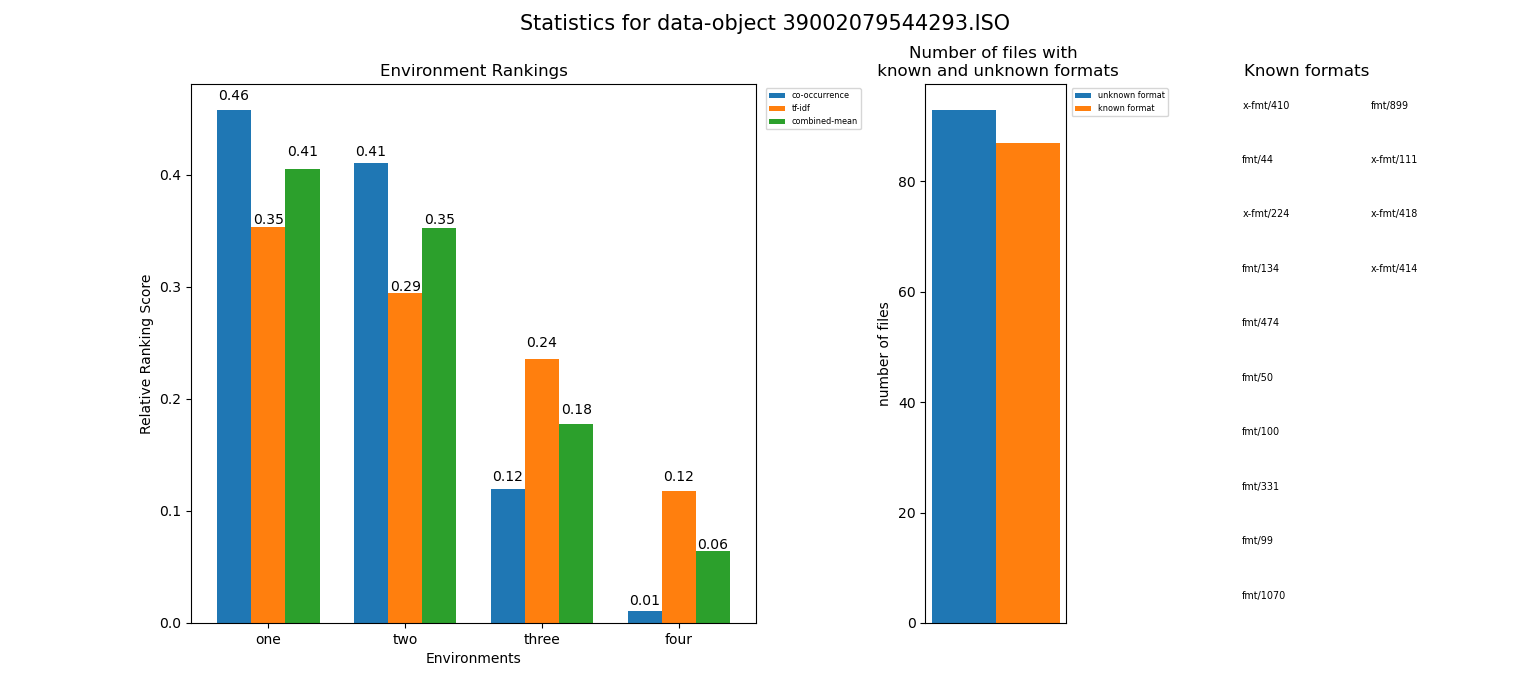 Statistics for data-object 39002079544293.ISO
Environment Rankings
0.46
0.41
0.35
0.41
0.29
0.35
0.12
0.24
0.18
0.01
0.12
0.06
0.4
0.3
0.2
0.1
0.0
Relative Ranking Score
one
two
three
four
Environments
co-occurrence
tf-idf
combined-mean
Number of files with
known and unknown formats
80
60
40
20
0
number of files
unknown format
known format
Known formats
x-fmt/410 fmt/899
fmt/44 x-fmt/111
x-fmt/224 x-fmt/418
fmt/134 x-fmt/414
fmt/474
fmt/50
fmt/100
fmt/331
fmt/99
fmt/1070